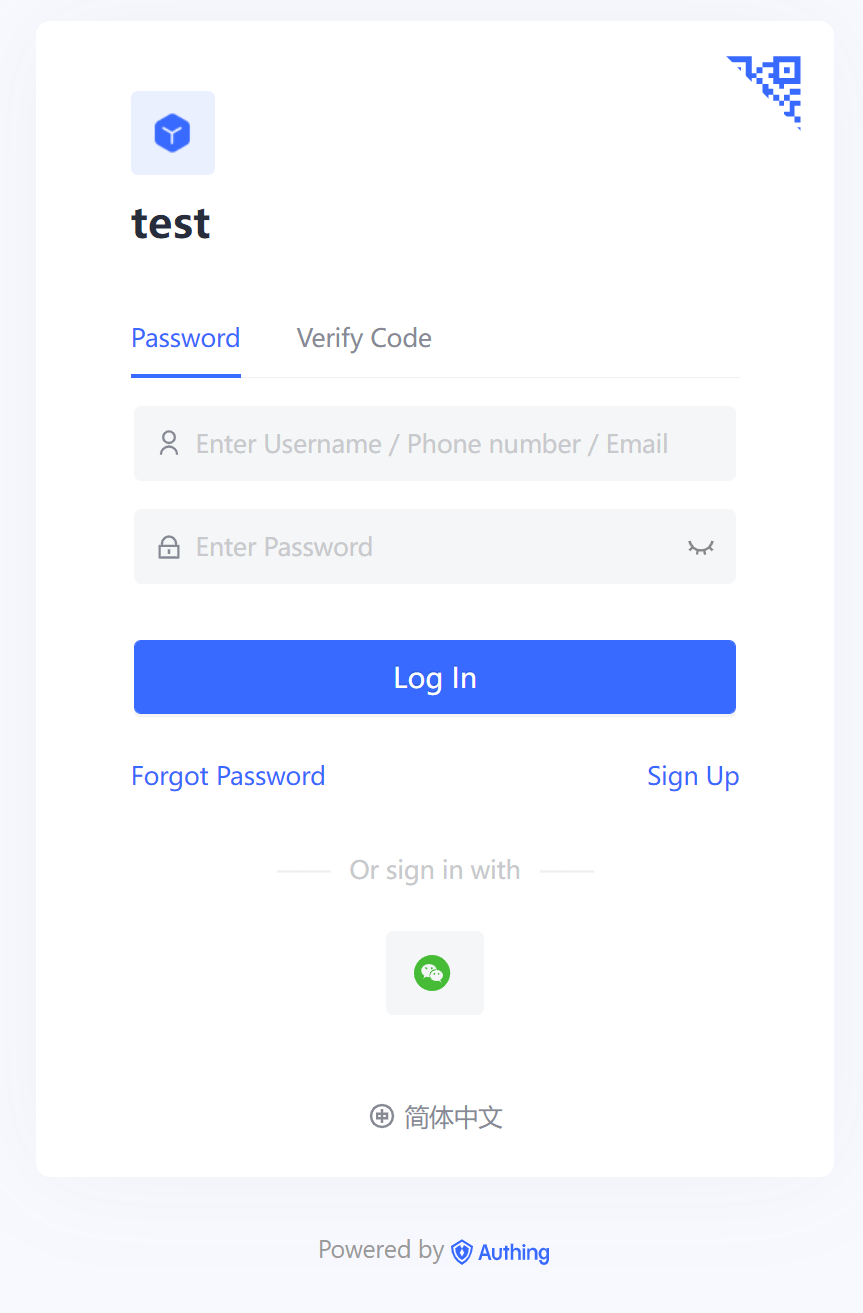 test
Password Verify Code
Enter Username / Phone number / Email
Enter Password
Log In
Forgot Password Sign Up
Or sign in with
申 简体中文
Powered by Authing